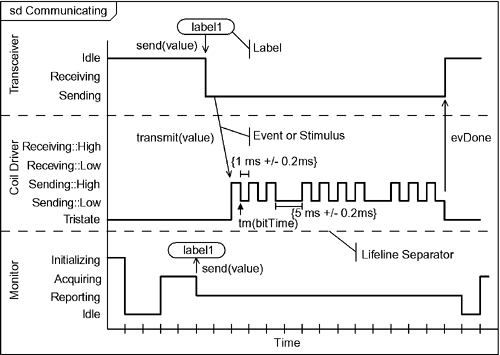 sd Communicating
label1
send(value)
Label
Transceiver
Idle
Receiving
Sending
transmit(value)
Event or Stimulus
evDone
Coil Driver
Receiving::High
Receving::Low
Sending::High
Sending::Low
Tristate
{1 ms +/- 0.2ms}
{5 ms +/- 0.2ms}
tm(bitTime)
label1
send(value)
Lifeline Separator
Monitor
Initializing
Acquiring
Reporting
Idle
Time